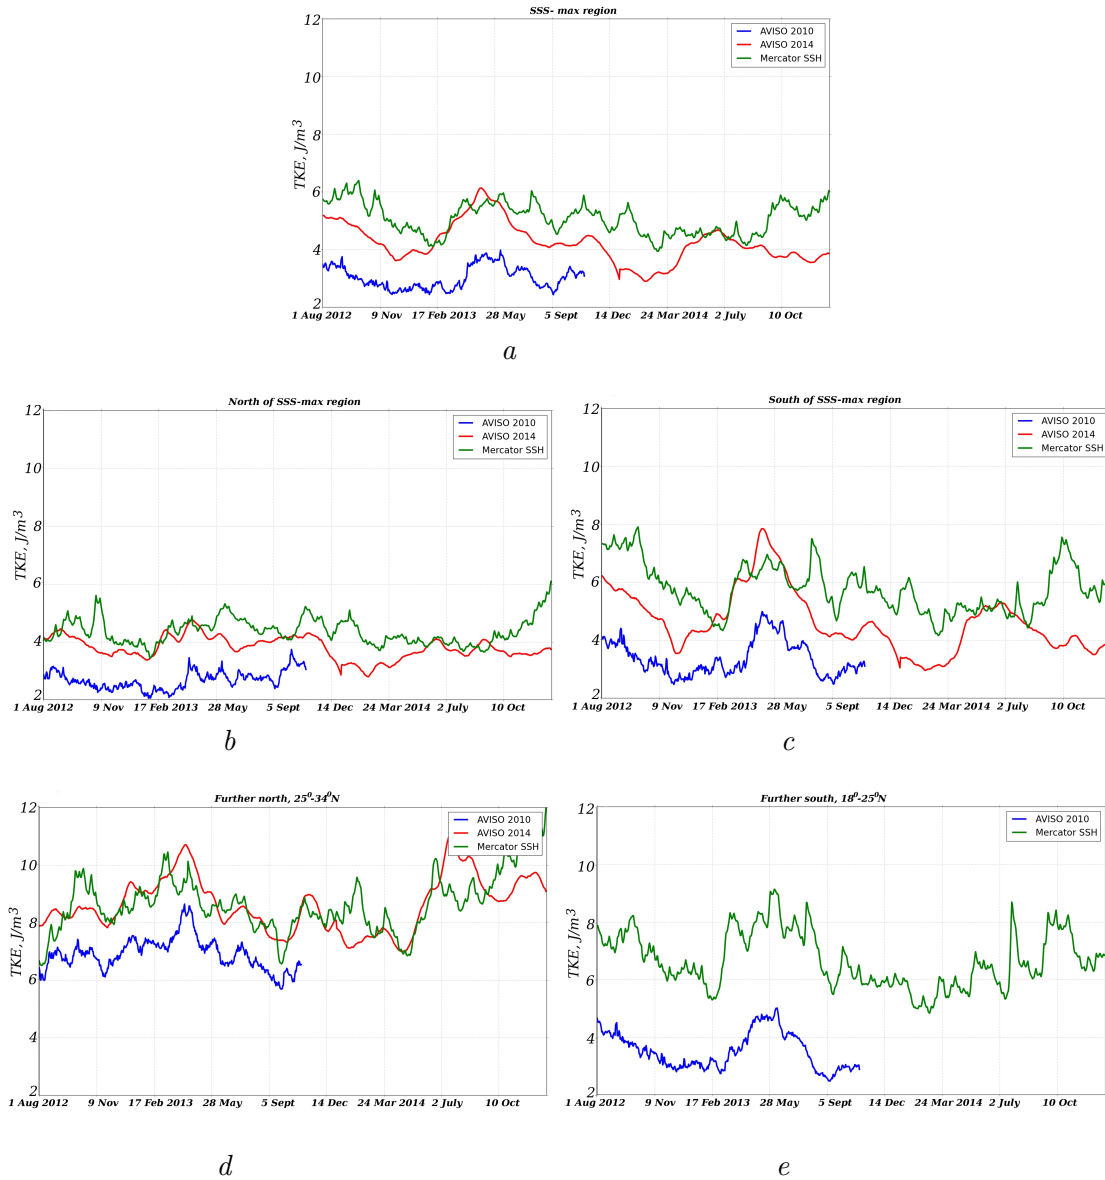 SSS- max region
12
10
8
6
4
2
TKE, J/m³
AVISO 2010
AVISO 2014
Mercator SSH
1 Aug 2012 9 Nov 17 Feb 2013 28 May 5 Sept 14 Dec 24 Mar 2014 2 July 10 Oct
a
North of SSS-max region
12
10
8
6
4
2
TKE, J/m³
AVISO 2010
AVISO 2014
Mercator SSH
1 Aug 2012 9 Nov 17 Feb 2013 28 May 5 Sept 14 Dec 24 Mar 2014 2 July 10 Oct
b
South of SSS-max region
12
10
8
6
4
2
TKE, J/m³
AVISO 2010
AVISO 2014
Mercator SSH
1 Aug 2012 9 Nov 17 Feb 2013 28 May 5 Sept 14 Dec 24 Mar 2014 2 July 10 Oct
c
Further north, 25⁰-34⁰N
12
10
8
6
4
2
TKE, J/m³
AVISO 2010
AVISO 2014
Mercator SSH
1 Aug 2012 9 Nov 17 Feb 2013 28 May 5 Sept 14 Dec 24 Mar 2014 2 July 10 Oct
d
Further south, 18⁰-25⁰N
12
10
8
6
4
2
TKE, J/m³
AVISO 2010
Mercator SSH
1 Aug 2012 9 Nov 17 Feb 2013 28 May 5 Sept 14 Dec 24 Mar 2014 2 July 10 Oct
e